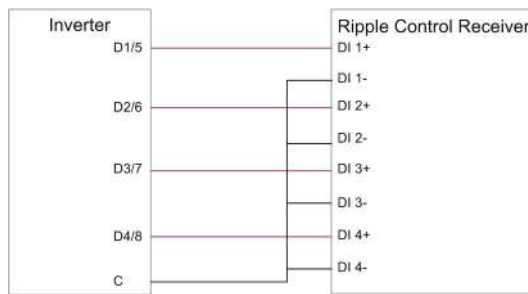 Inverter
D1/5
D2/6
D3/7
D4/8
C
Ripple Control Receiver
DI 1+
DI 1-
DI 2+
DI 2-
DI 3+
DI 3-
DI 4+
DI 4-